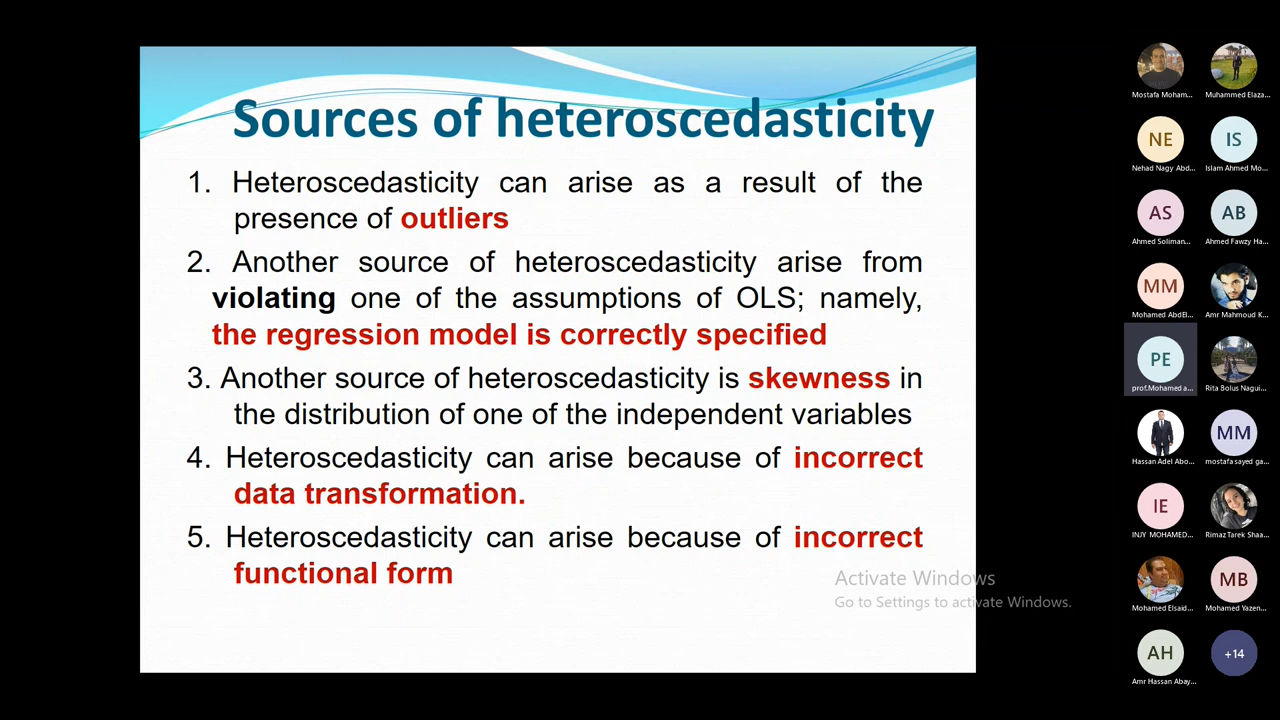 Sources of heteroscedasticity
1. Heteroscedasticity can arise as a result of the
presence of outliers
2. Another source of heteroscedasticity arise from
violating one of the assumptions of OLS; namely,
the regression model is correctly specified
3. Another source of heteroscedasticity is skewness in
the distribution of one of the independent variables
4. Heteroscedasticity can arise because of incorrect
data transformation.
5. Heteroscedasticity can arise because of incorrect
functional form
Activate Windows
Go to Settings to activate Windows.
Mostafa Moham...
Muhammed Elaza...
NE
IS
Nehad Nagy Abd...
Islam Ahmed Mo...
AS
AB
Ahmed Soliman...
Ahmed Fawzy Ha...
MM
Mohamed AbdEl...
Amr Mahmoud K...
PE
prof.Mohamed a...
Rita Bolus Nagui...
MM
Hassan Adel Abo...
mostafa sayed ga...
IE
INJY MOHAMED...
Rimaz Tarek Shaa...
MB
Mohamed Elsaid...
Mohamed Yazen...
AH
+14
Amr Hassan Abay...